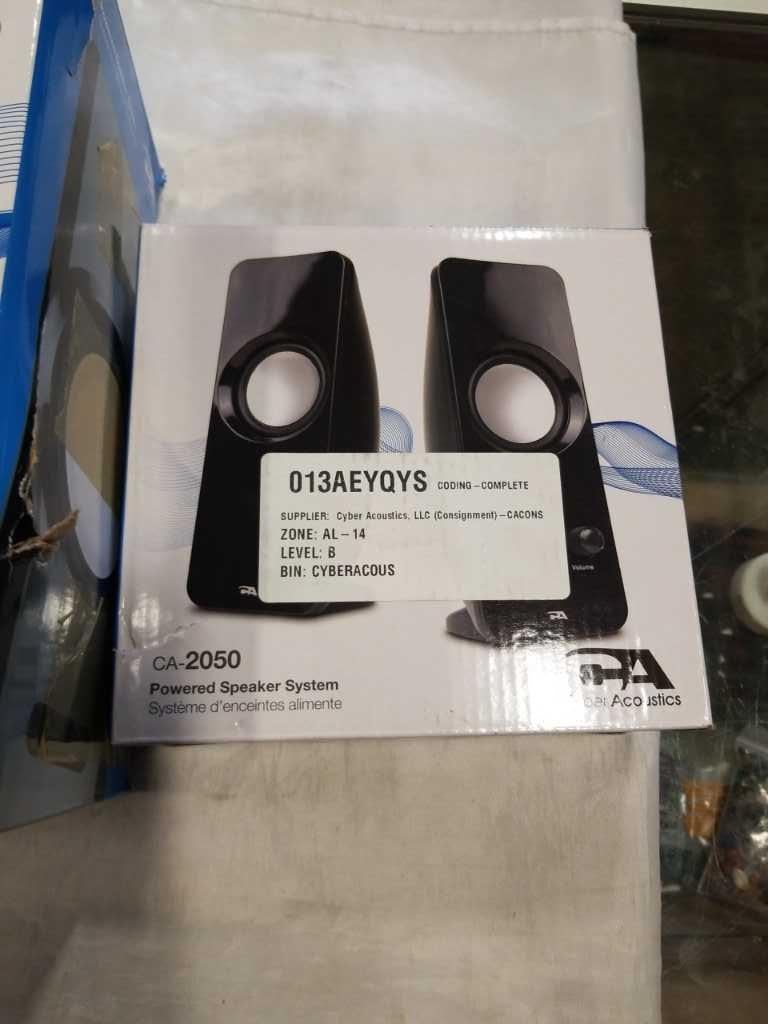 013AEYQYS CODING-COMPLETE
SUPPLIER: Cyber Acoustics, LLC (Consignment)-CACONS
ZONE: AL-14
LEVEL: B
BIN: CYBERACOUS
Volume
CA
CA-2050
Powered Speaker System
Système d'enceintes alimente
CA
Acoustics